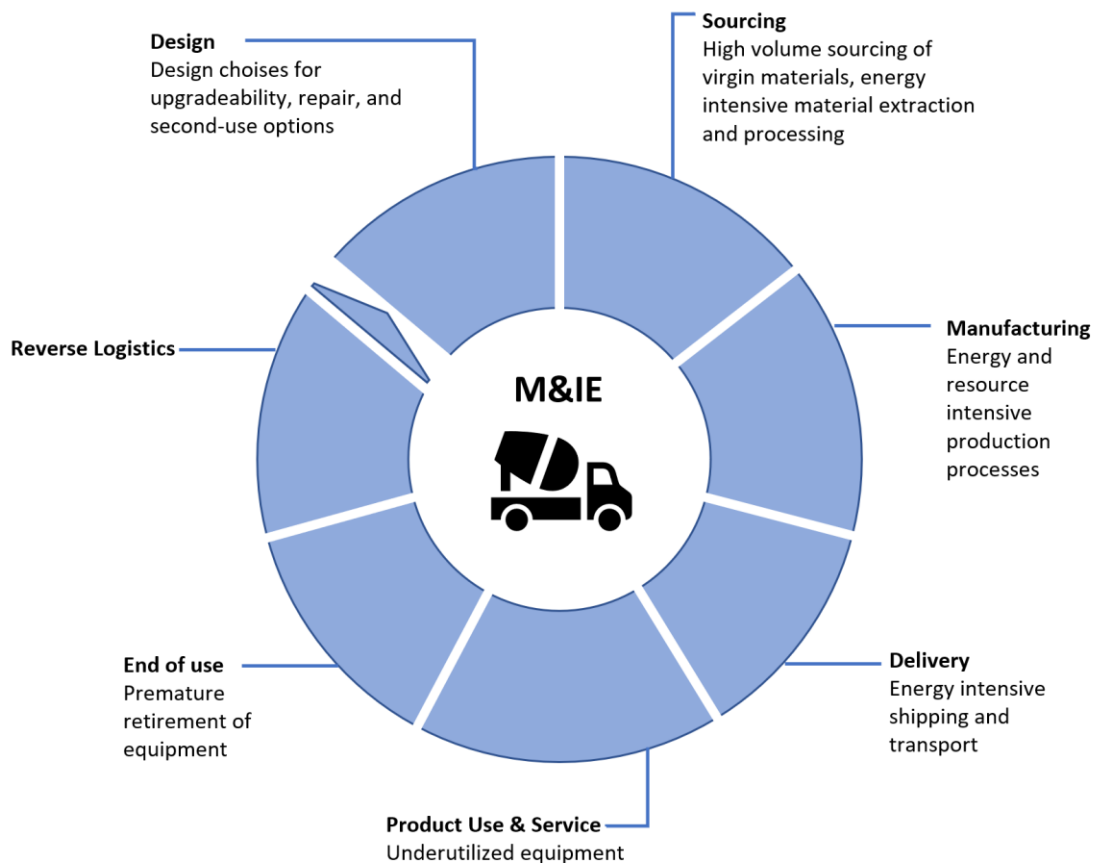 Design
Design choises for
upgradeability, repair, and
second-use options
Sourcing
High volume sourcing of
virgin materials, energy
intensive material extraction
and processing
Manufacturing
Energy and
resource
intensive
production
processes
Delivery
Energy intensive
shipping and
transport
Product Use & Service
Underutilized equipment
End of use
Premature
retirement of
equipment
Reverse Logistics
M&IE